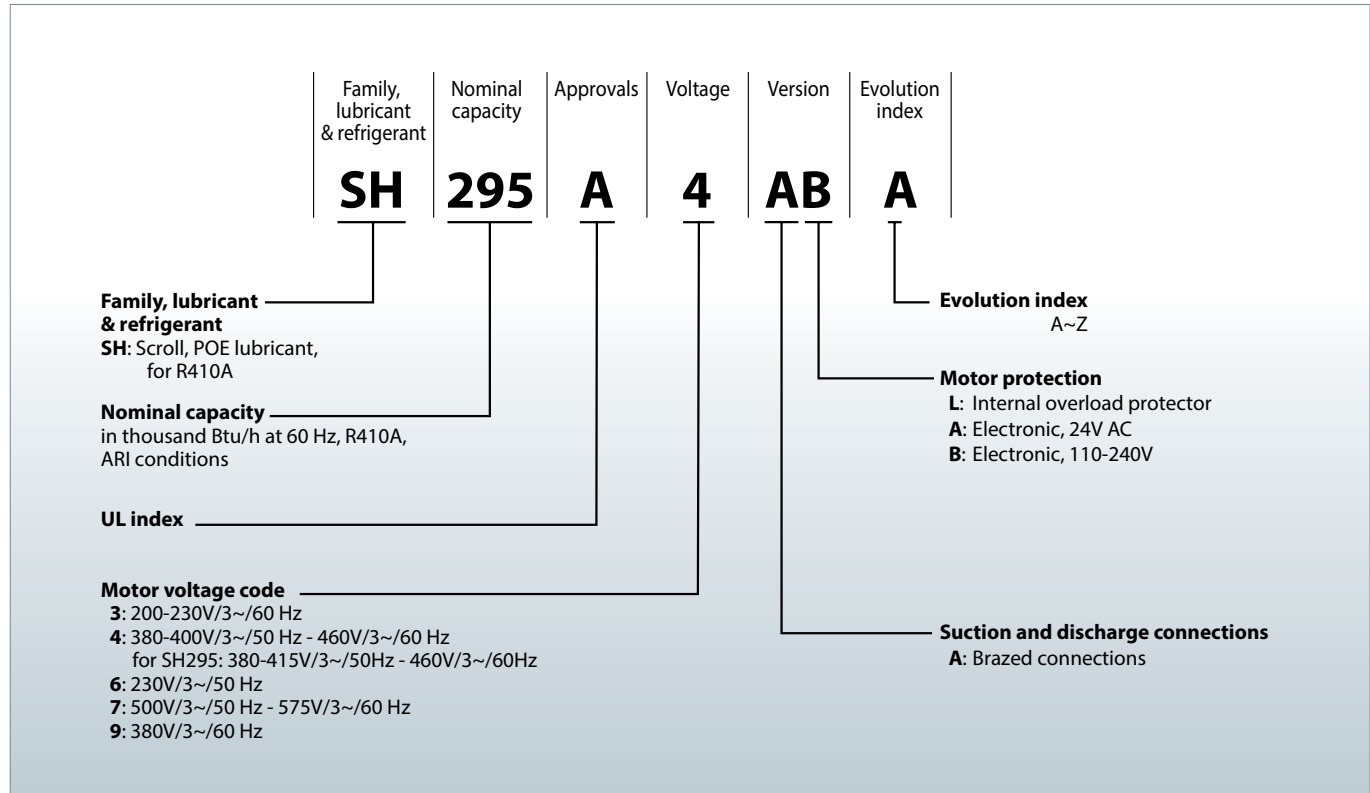 Family,
lubricant
& refrigerant
Nominal
capacity
Approvals
Voltage
Version
Evolution
index
SH 295 A 4 AB A
Family, lubricant
& refrigerant
SH: Scroll, POE lubricant,
for R410A
Nominal capacity
in thousand Btu/h at 60 Hz, R410A,
ARI conditions
UL index
Motor voltage code
3: 200-230V/3~/60 Hz
4: 380-400V/3~/50 Hz - 460V/3~/60 Hz
for SH295: 380-415V/3~/50Hz - 460V/3~/60Hz
6: 230V/3~/50 Hz
7: 500V/3~/50 Hz - 575V/3~/60 Hz
9: 380V/3~/60 Hz
Evolution index
A~Z
Motor protection
L: Internal overload protector
A: Electronic, 24V AC
B: Electronic, 110-240V
Suction and discharge connections
A: Brazed connections